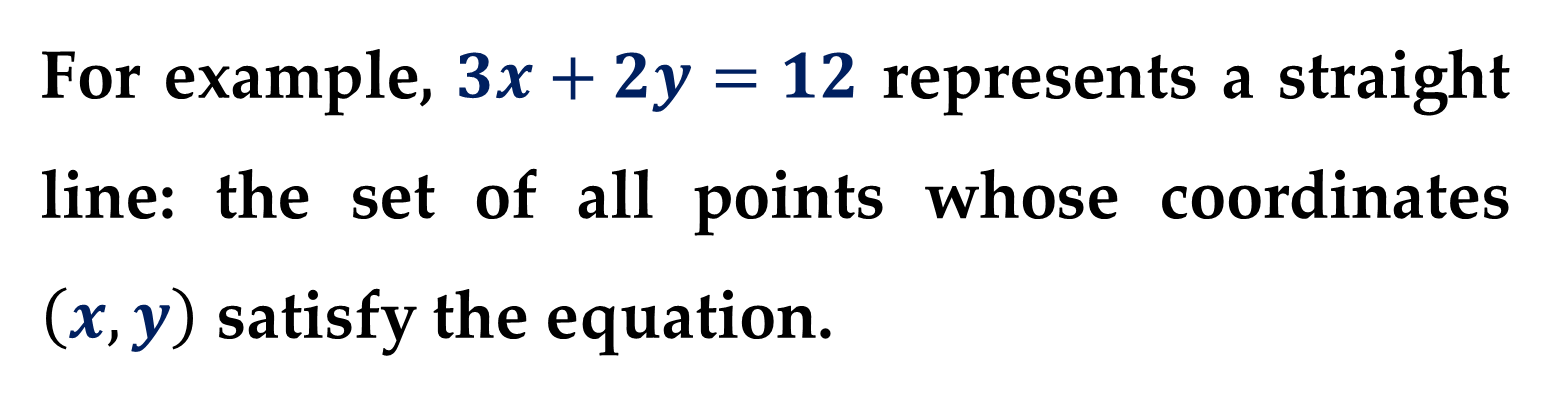 For example, 3x + 2y = 12 represents a straight
line: the set of all points whose coordinates
(x, y) satisfy the equation.